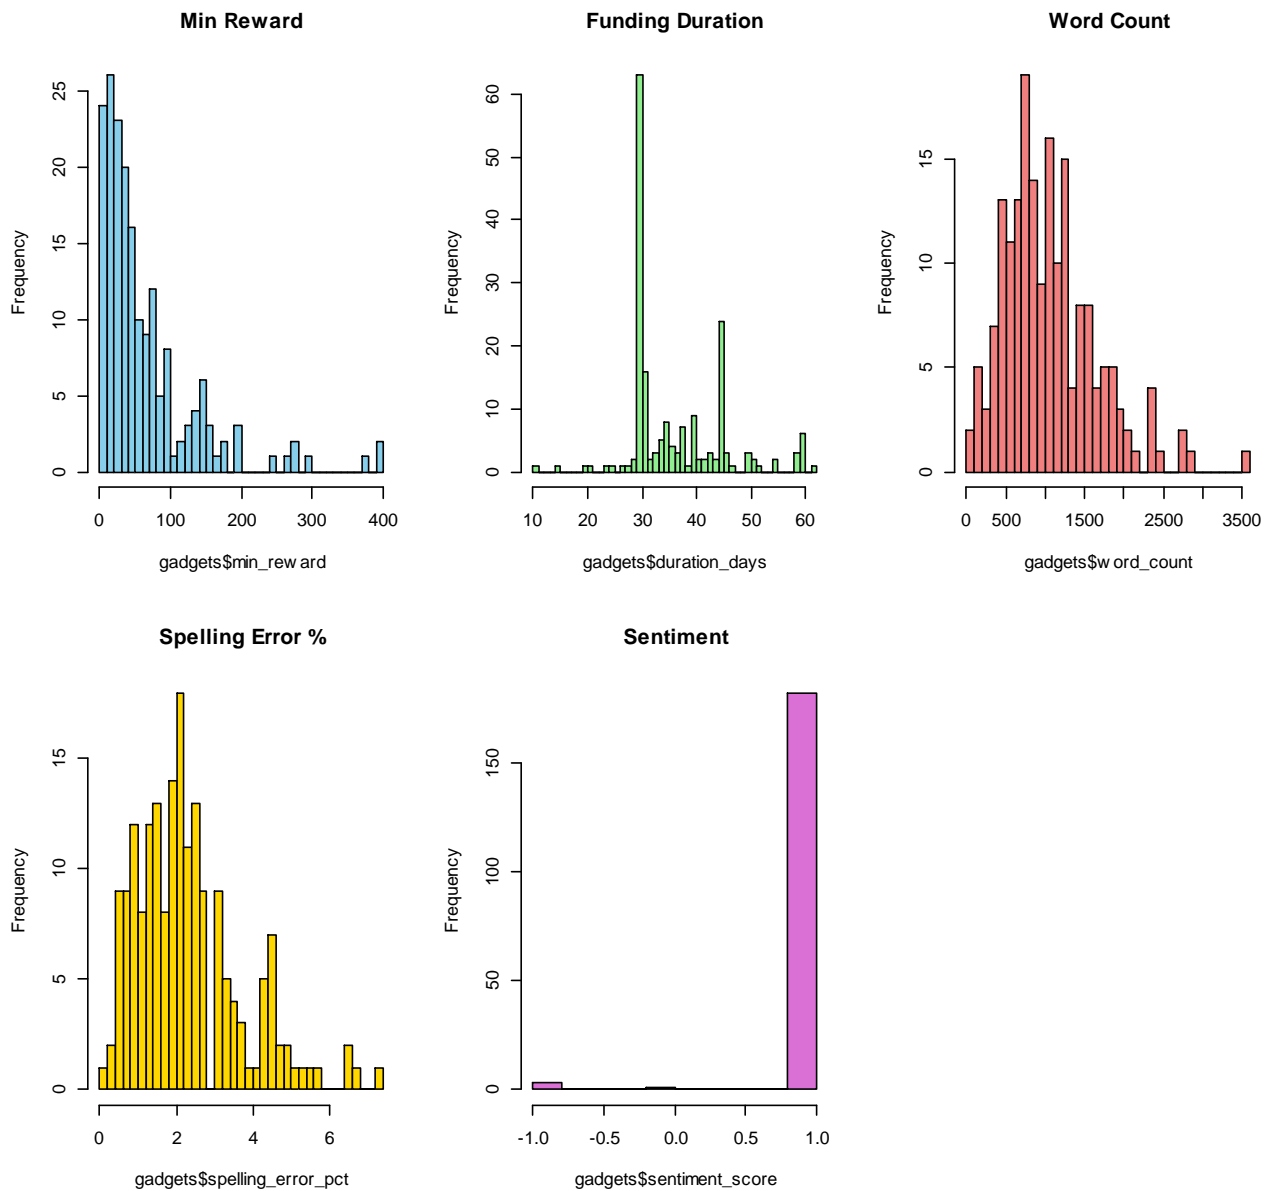 Min Reward
Frequency
0 5 10 15 20 25
0 100 200 300 400
gadgets$min_reward
Funding Duration
Frequency
0 10 20 30 40 50 60
10 20 30 40 50 60
gadgets$duration_days
Word Count
Frequency
0 5 10 15
0 500 1500 2500 3500
gadgets$word_count
Spelling Error %
Frequency
0 5 10 15
0 2 4 6
gadgets$spelling_error_pct
Sentiment
Frequency
0 50 100 150
-1.0 -0.5 0.0 0.5 1.0
gadgets$sentiment_score